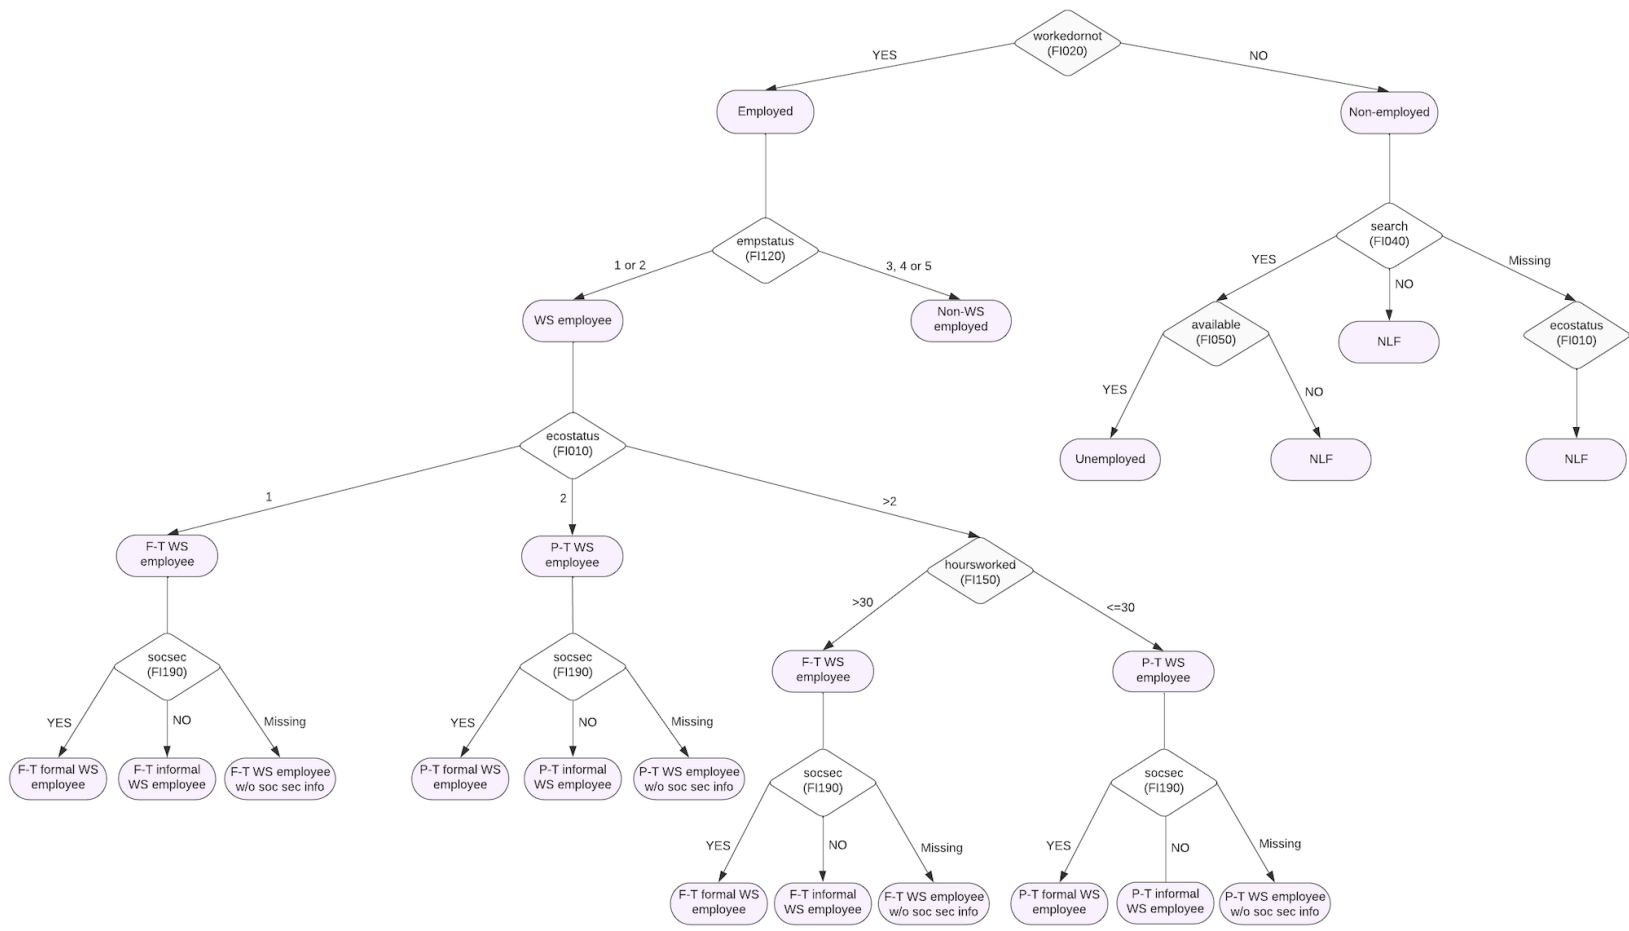 workedornot
(FI020)
YES
NO
Employed
Non-employed
empstatus
(FI120)
search
(FI040)
1 or 2
3, 4 or 5
YES
NO
Missing
WS employee
Non-WS
employed
available
(FI050)
NLF
ecostatus
(FI010)
YES
NO
Unemployed
NLF
NLF
ecostatus
(FI010)
1
2
>2
F-T WS
employee
P-T WS
employee
hoursworked
(FI150)
>30
<=30
socsec
(FI190)
socsec
(FI190)
F-T WS
employee
P-T WS
employee
YES
NO
Missing
YES
NO
Missing
F-T formal WS
employee
F-T informal
WS employee
F-T WS employee
w/o soc sec info
P-T formal WS
employee
P-T informal
WS employee
P-T WS employee
w/o soc sec info
socsec
(FI190)
socsec
(FI190)
YES
NO
Missing
YES
NO
Missing
F-T formal WS
employee
F-T informal
WS employee
F-T WS employee
w/o soc sec info
P-T formal WS
employee
P-T informal
WS employee
P-T WS employee
w/o soc sec info